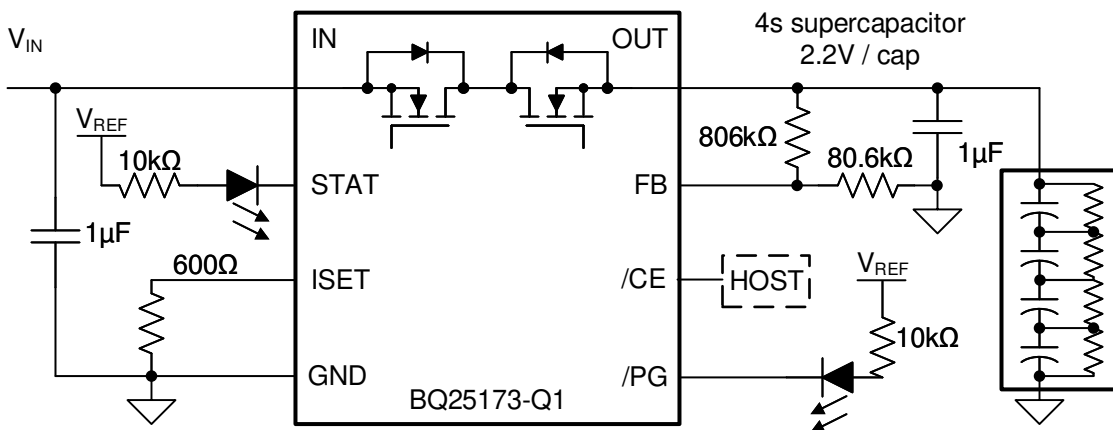 4s supercapacitor
2.2V / cap
VIN
IN
OUT
VREF
10kΩ
STAT
1µF
600Ω
ISET
GND
806kΩ
80.6kΩ
1µF
FB
/CE
HOST
VREF
10kΩ
/PG
BQ25173-Q1